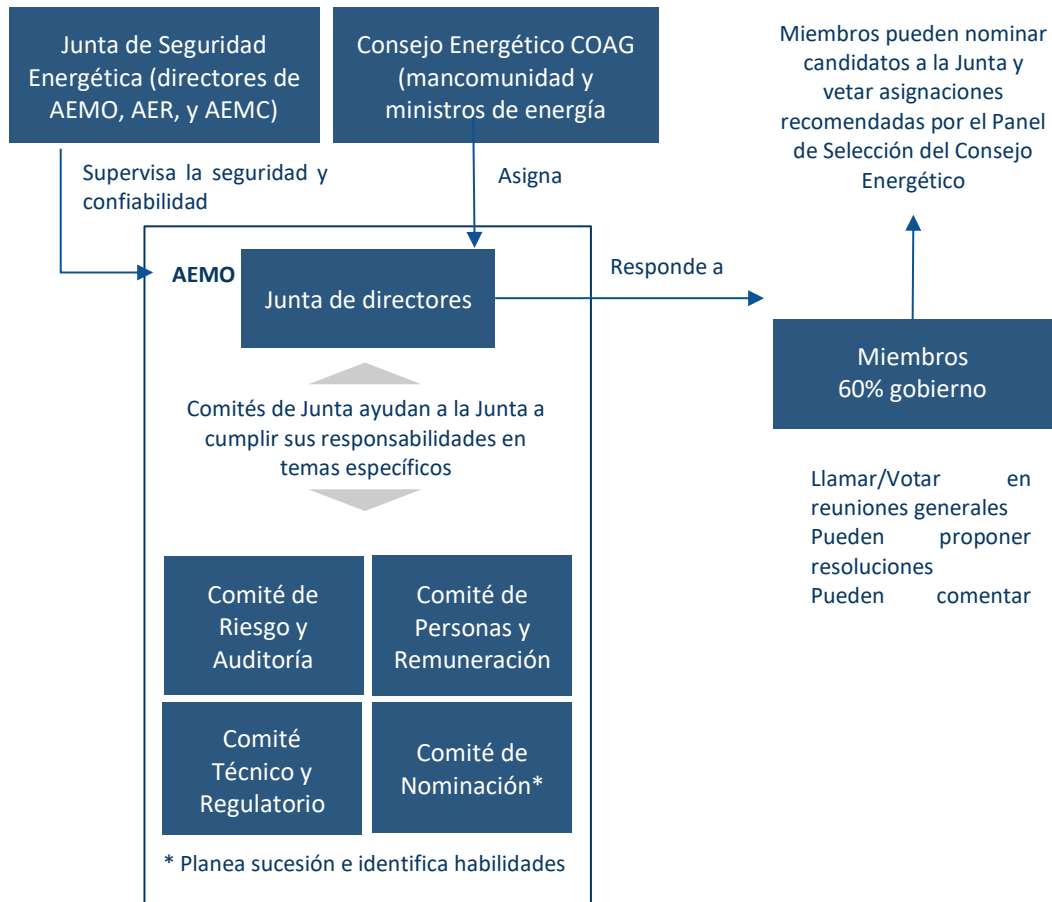 Junta de Seguridad
Energética (directores de
AEMO, AER, y AEMC)
Consejo Energético COAG
(mancomunidad y
ministros de energía
Miembros pueden nominar
candidatos a la Junta y
vetar asignaciones
recomendadas por el Panel
de Selección del Consejo
Energético
Supervisa la seguridad y
confiabilidad
Asigna
AEMO
Junta de directores
Responde a
Miembros
60% gobierno
Comités de Junta ayudan a la Junta a
cumplir sus responsabilidades en
temas específicos
Llamar/Votar en
reuniones generales
Pueden proponer
resoluciones
Pueden comentar
Comité de
Riesgo y
Auditoría
Comité de
Personas y
Remuneración
Comité
Técnico y
Regulatorio
Comité de
Nominación*
* Planea sucesión e identifica habilidades